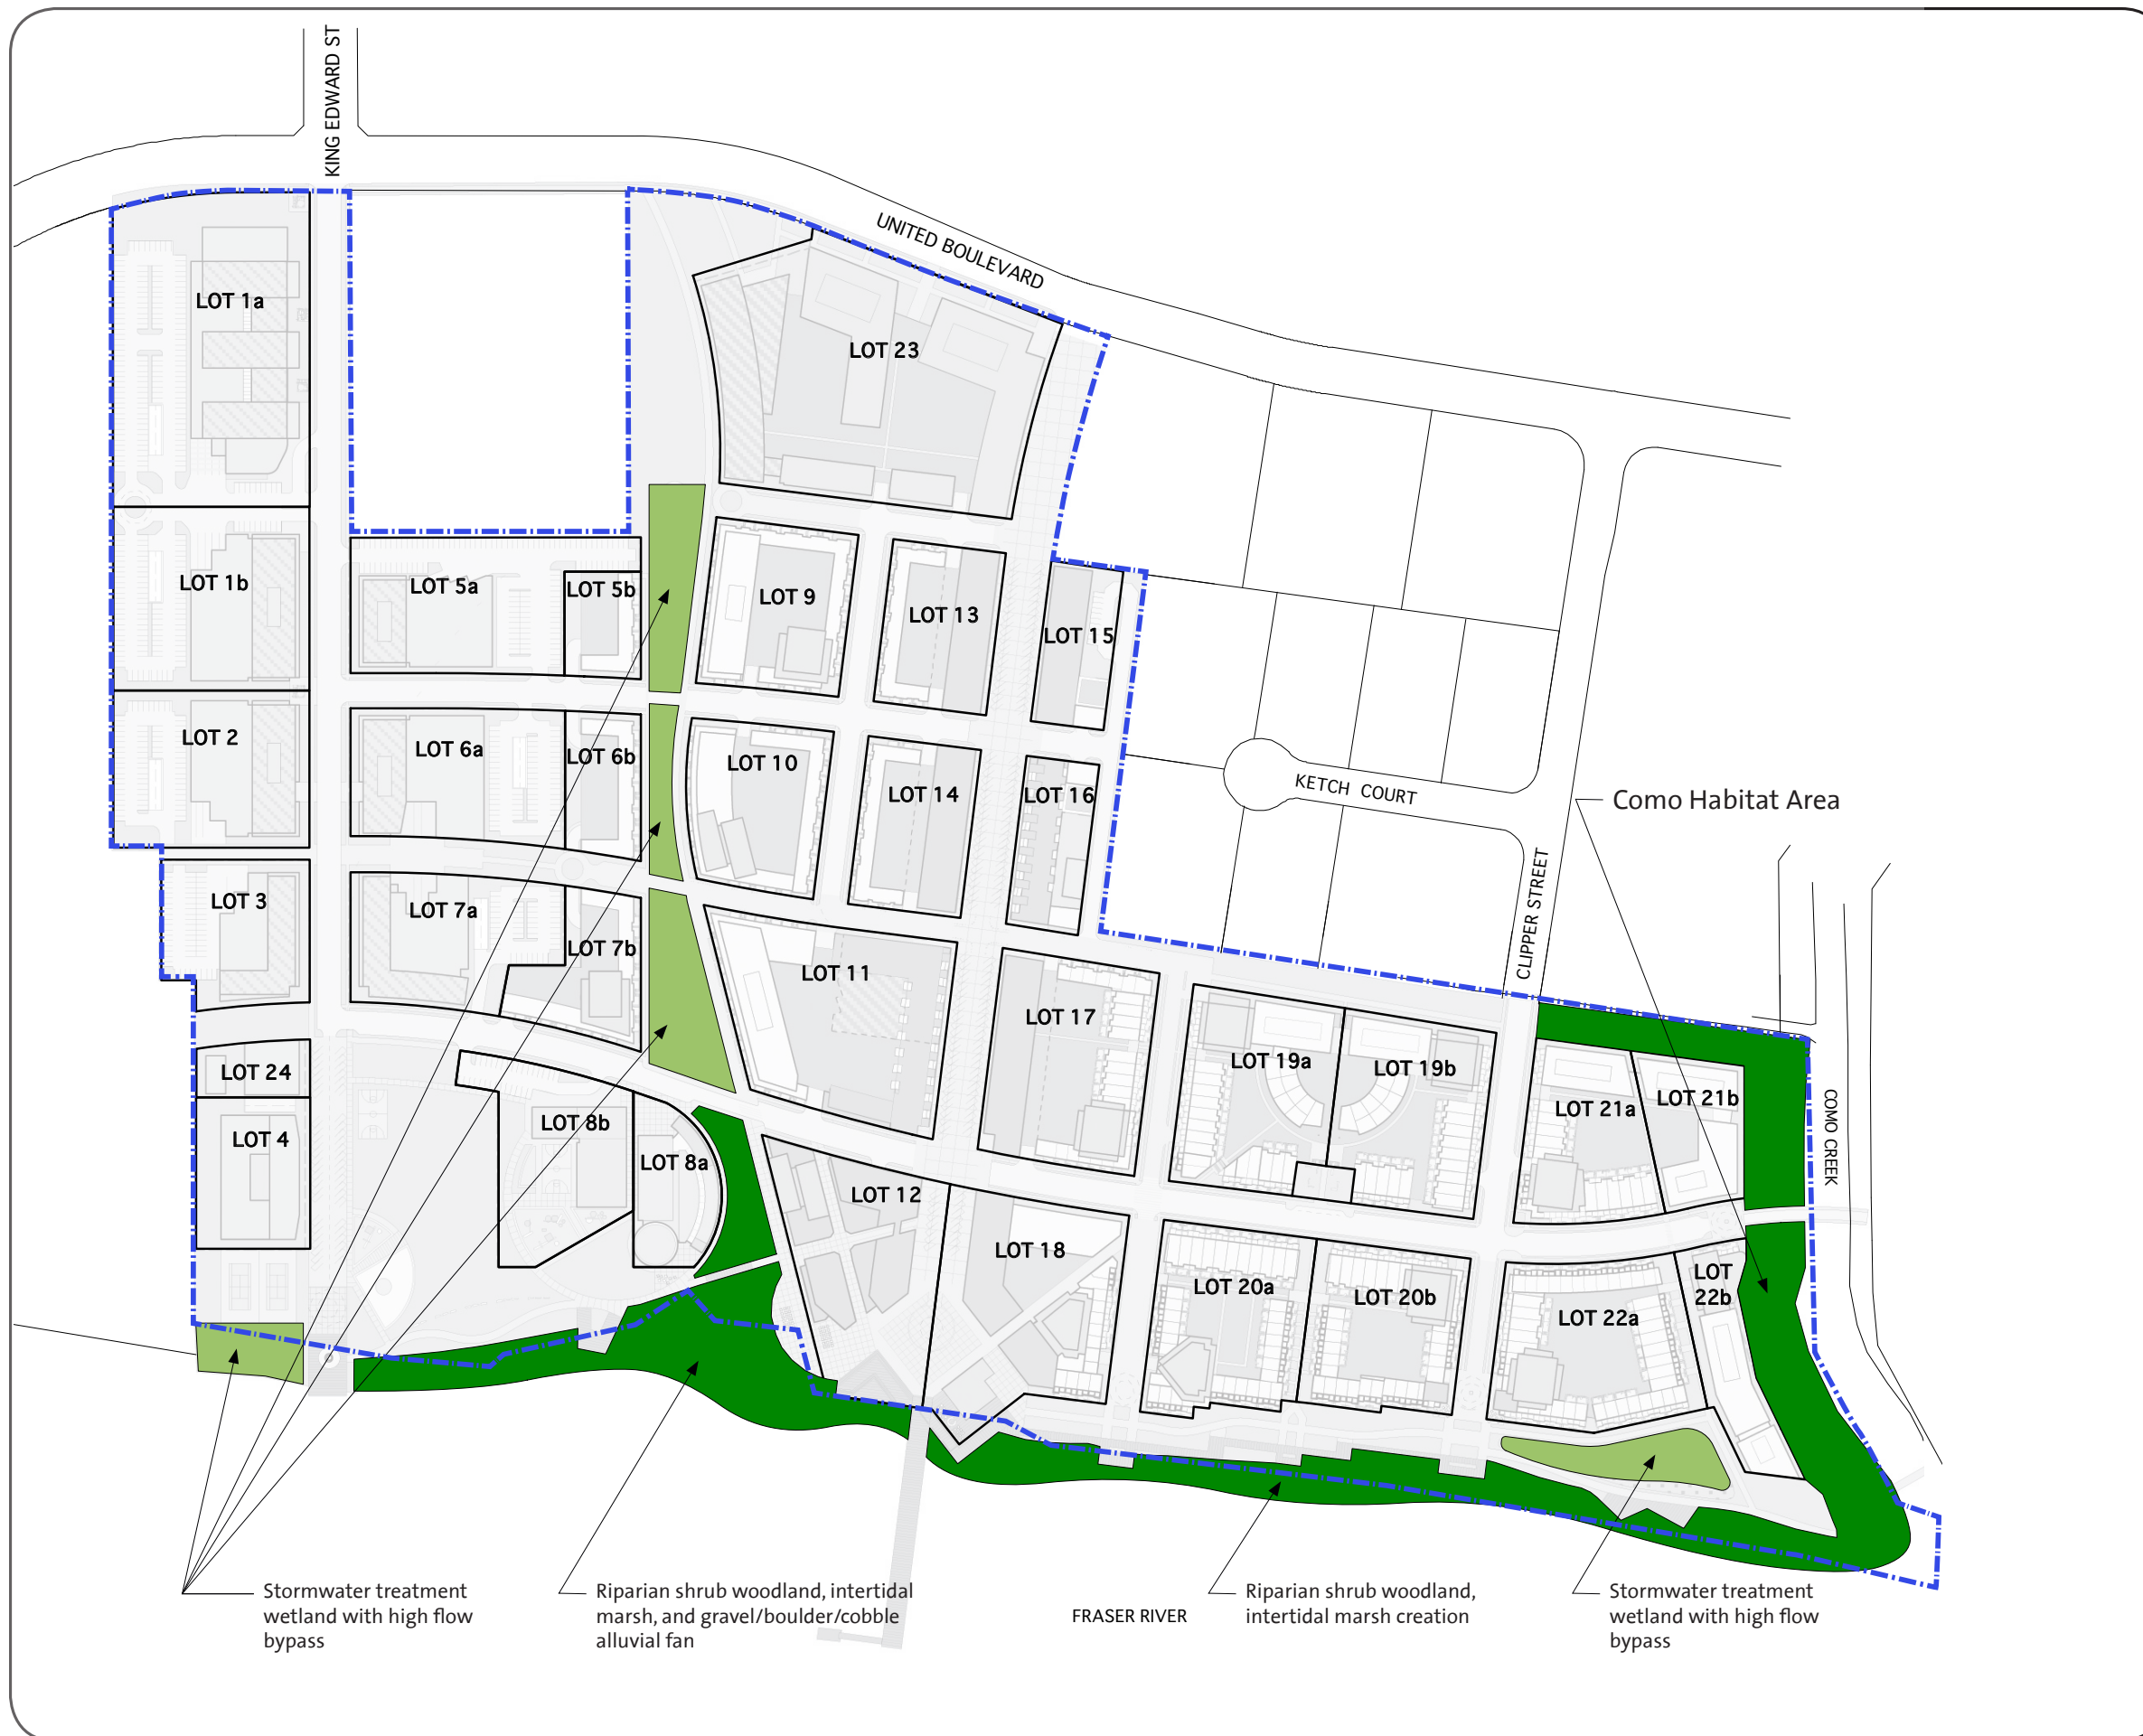 KING EDWARD ST
UNITED BOULEVARD
LOT 1a
LOT 23
LOT 1b
LOT 5a
LOT 5b
LOT 9
LOT 13
LOT 15
LOT 2
LOT 6a
LOT 6b
LOT 10
LOT 14
LOT 16
KETCH COURT
Como Habitat Area
CLIPPER STREET
LOT 3
LOT 7a
LOT 7b
LOT 11
LOT 17
LOT 19a
LOT 19b
LOT 21a
LOT 21b
COMO CREEK
LOT 24
LOT 4
LOT 8b
LOT 8a
LOT 12
LOT 18
LOT 20a
LOT 20b
LOT 22a
LOT
22b
Stormwater treatment
wetland with high flow
bypass
Riparian shrub woodland, intertidal
marsh, and gravel/boulder/cobble
alluvial fan
FRASER RIVER
Riparian shrub woodland,
intertidal marsh creation
Stormwater treatment
wetland with high flow
bypass